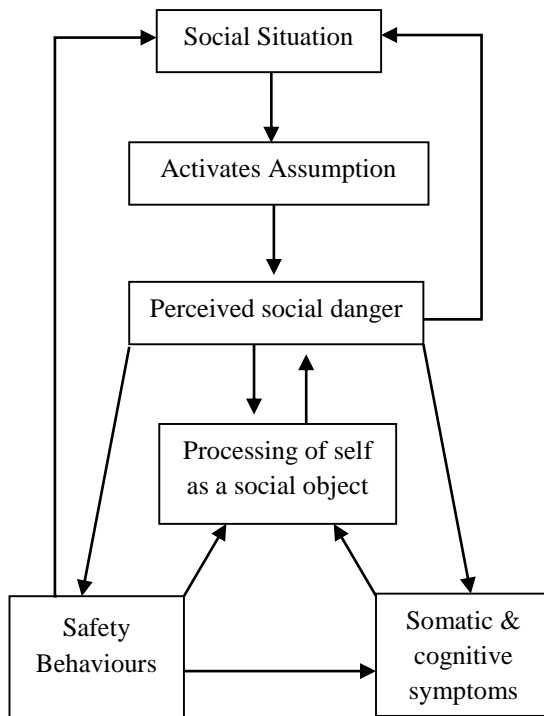 Social Situation
Activates Assumption
Perceived social danger
Processing of self
as a social object
Safety
Behaviours
Somatic &
cognitive
symptoms